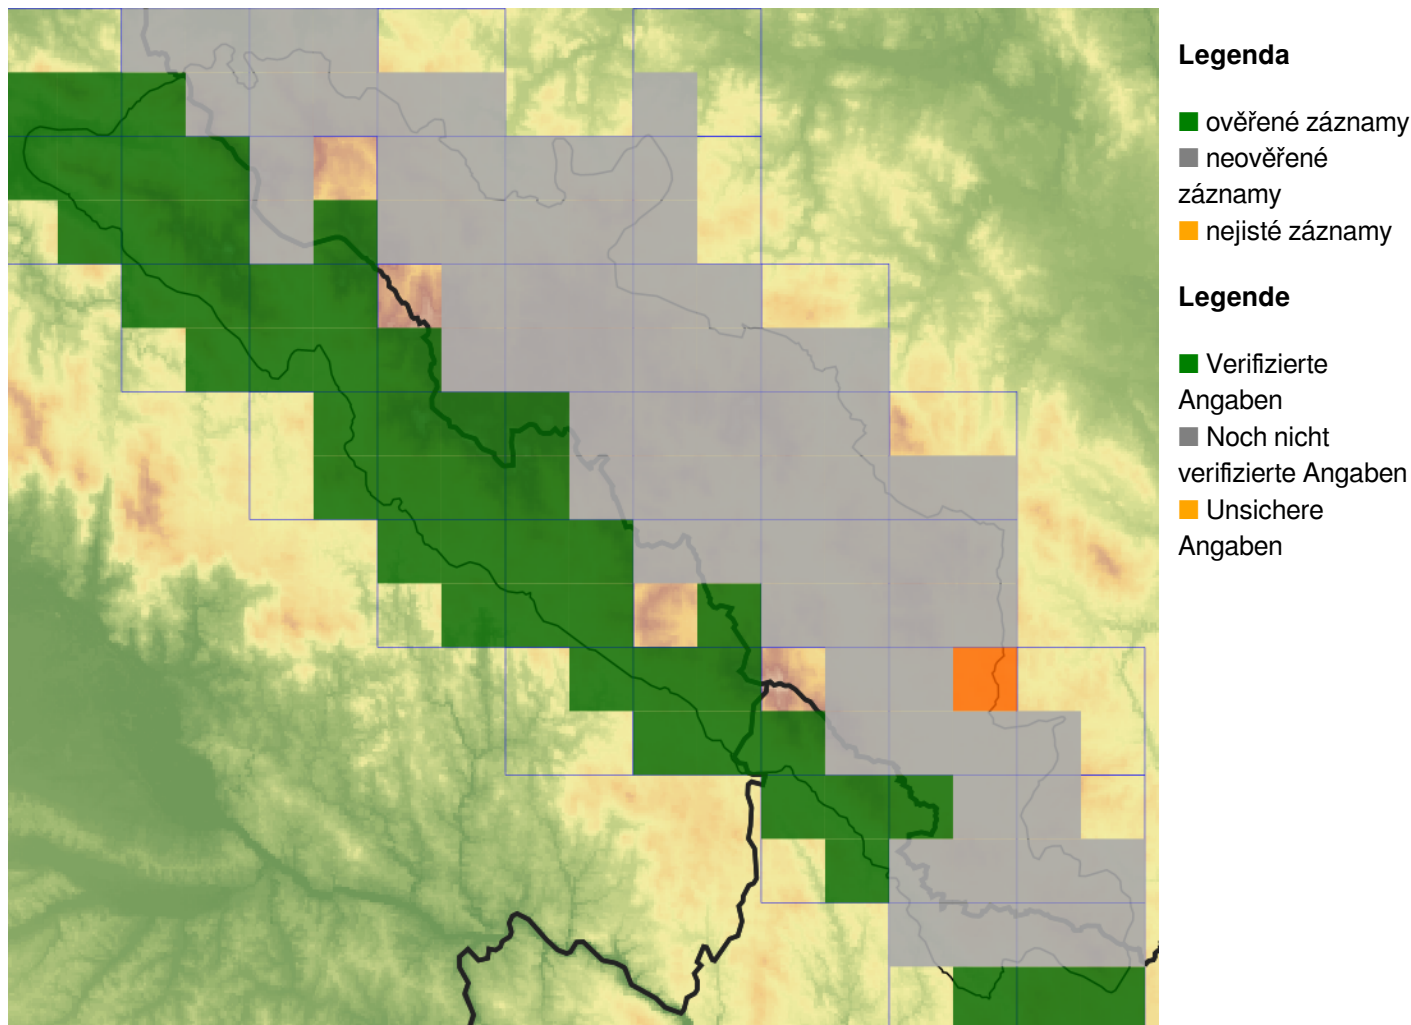 Legenda
ověřené záznamy
neověřené
záznamy
nejisté záznamy
Legende
Verifizierte
Angaben
Noch nicht
verifizierte Angaben
Unsichere
Angaben